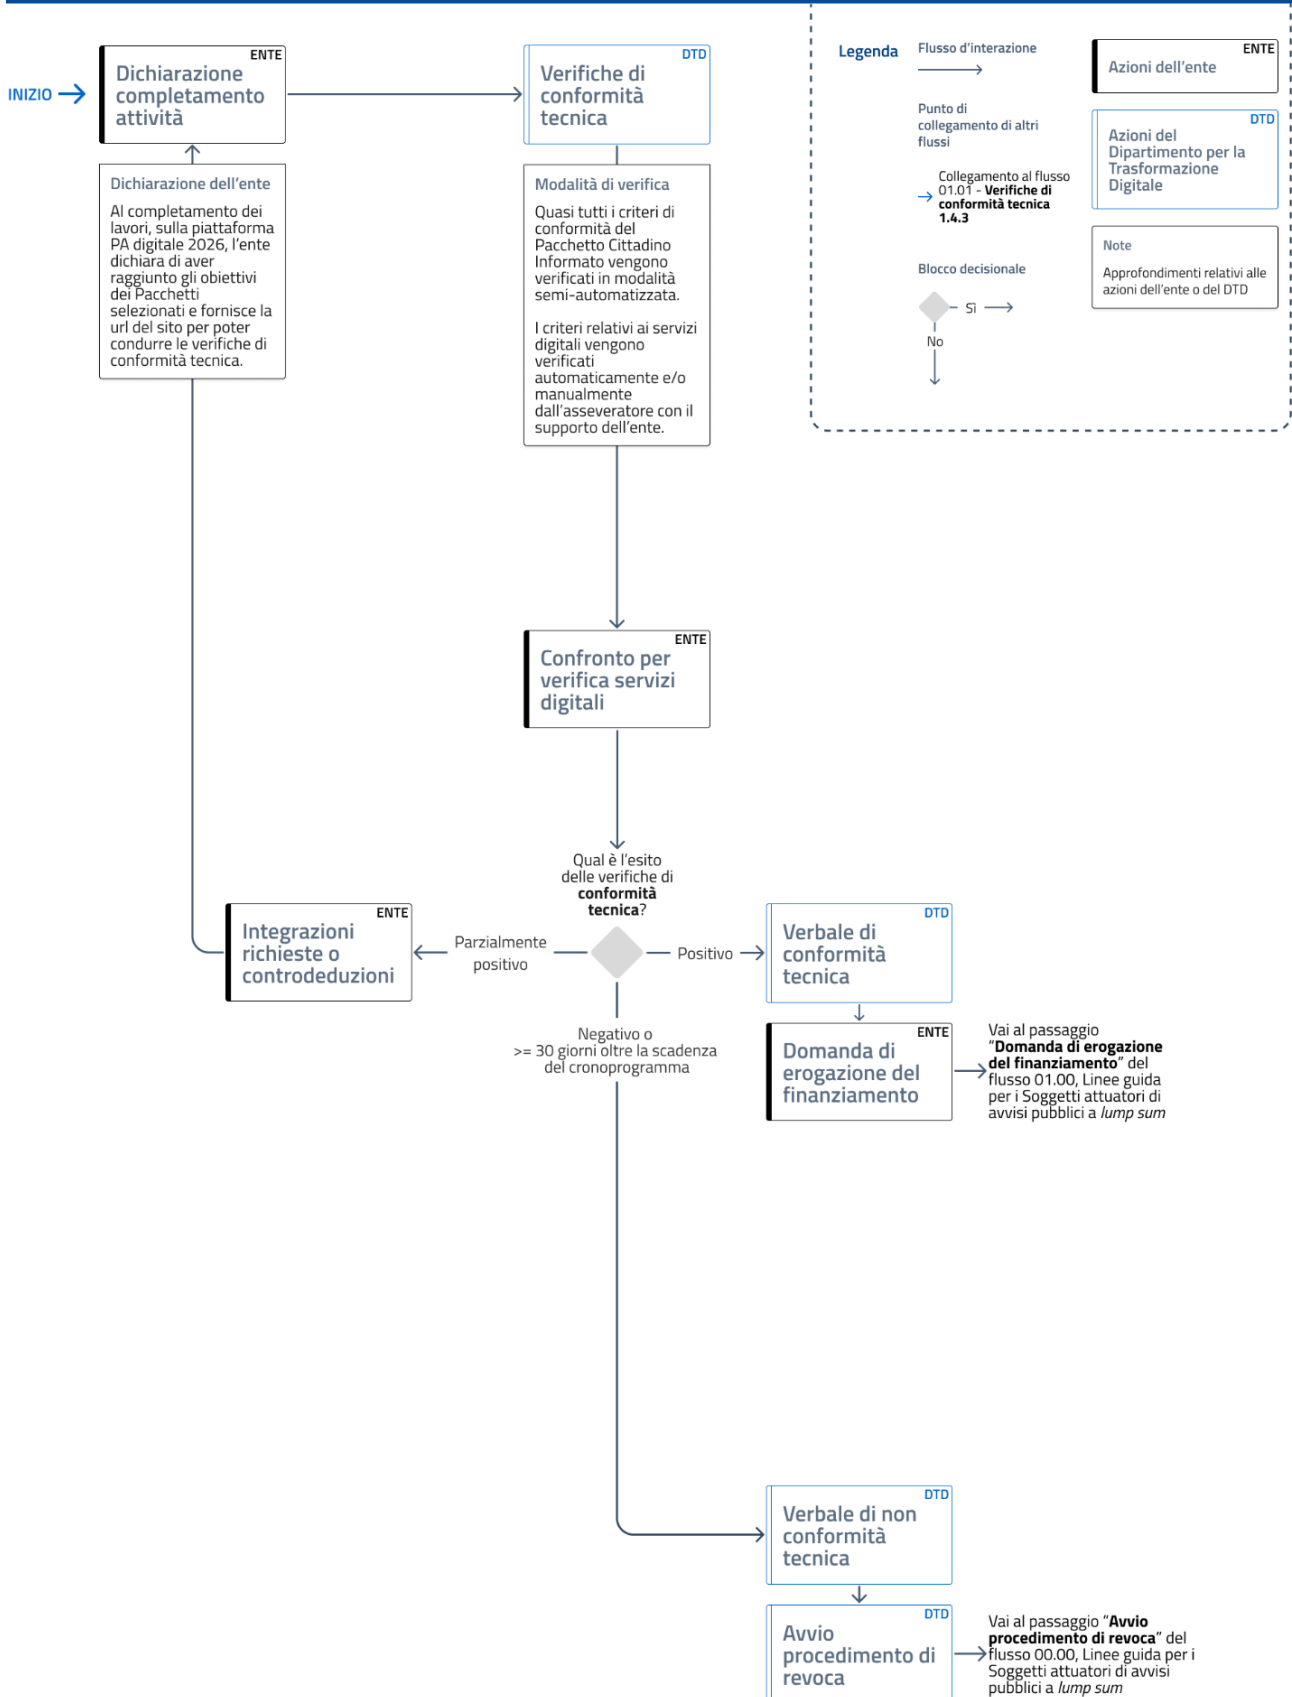 INIZIO
ENTE
Dichiarazione
completamento
attività
Dichiarazione dell'ente
Al completamento dei
lavori, sulla piattaforma
PA digitale 2026, l'ente
dichiara di aver
raggiunto gli obiettivi
dei Pacchetti
selezionati e fornisce la
url del sito per poter
condurre le verifiche di
conformità tecnica.
DTD
Verifiche di
conformità
tecnica
Modalità di verifica
Quasi tutti i criteri di
conformità del
Pacchetto Cittadino
Informato vengono
verificati in modalità
semi-automatizzata.
I criteri relativi ai servizi
digitali vengono
verificati
automaticamente e/o
manualmente
dall'asseveratore con il
supporto dell'ente.
Legenda
Flusso d'interazione
Punto di
collegamento di altri
flussi
Collegamento al flusso
01.01 - Verifiche di
conformità tecnica
1.4.3
Blocco decisionale
Sì
No
ENTE
Azioni dell'ente
DTD
Azioni del
Dipartimento per la
Trasformazione
Digitale
Note
Approfondimenti relativi alle
azioni dell'ente o del DTD
ENTE
Confronto per
verifica servizi
digitali
Qual è l'esito
delle verifiche di
conformità
tecnica?
ENTE
Integrazioni
richieste o
controdeduzioni
Parzialmente
positivo
Positivo
DTD
Verbale di
conformità
tecnica
Negativo o
>= 30 giorni oltre la scadenza
del cronoprogramma
ENTE
Domanda di
erogazione del
finanziamento
Vai al passaggio
"Domanda di erogazione
del finanziamento" del
flusso 01.00, Linee guida
per i Soggetti attuatori di
avvisi pubblici a lump sum
DTD
Verbale di non
conformità
tecnica
DTD
Avvio
procedimento di
revoca
Vai al passaggio "Avvio
procedimento di revoca" del
flusso 00.00, Linee guida per i
Soggetti attuatori di avvisi
pubblici a lump sum